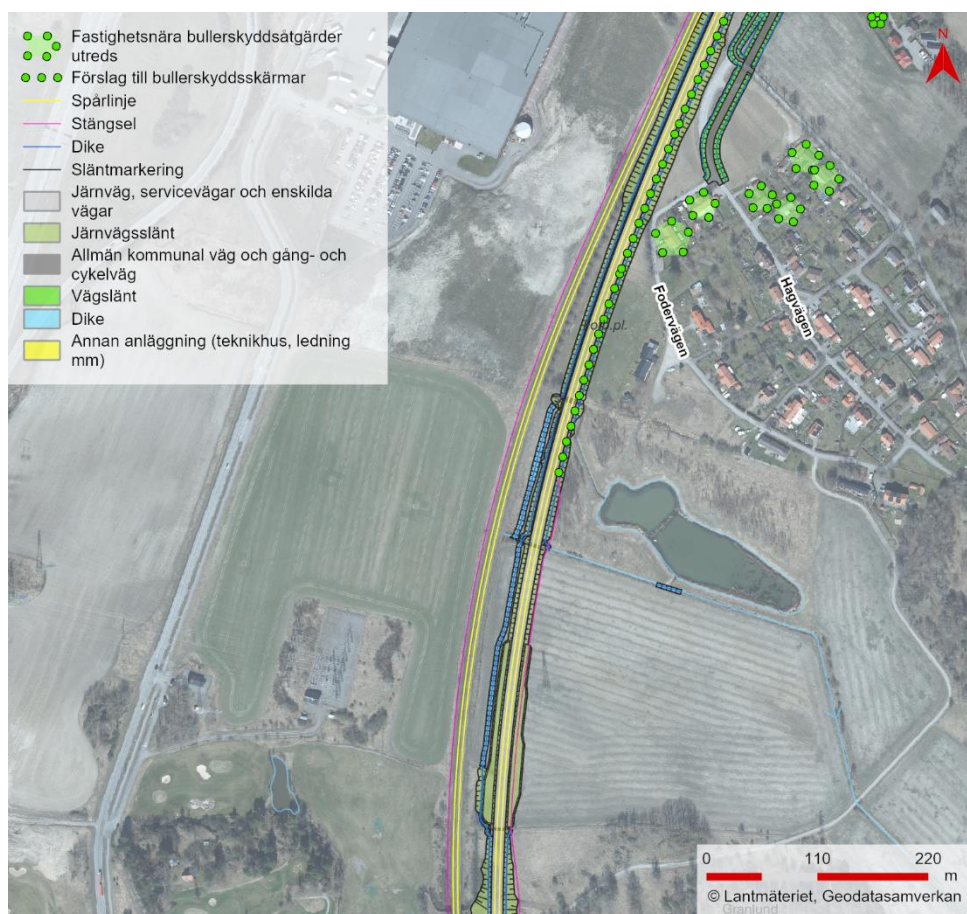 Fastighetsnära bullerskyddsåtgärder
utreds
Förslag till bullerskyddsskärmar
Spårlinje
Stängsel
Dike
Släntmarkering
Järnväg, servicevägar och enskilda
vägar
Järnvägsslänt
Allmän kommunal väg och gång- och
cykelväg
Vägslänt
Dike
Annan anläggning (teknikhus, ledning
mm)
N
Fodervägen
Hagvägen
0 110 220
m
© Lantmäteriet, Geodatasamverkan
Granlund